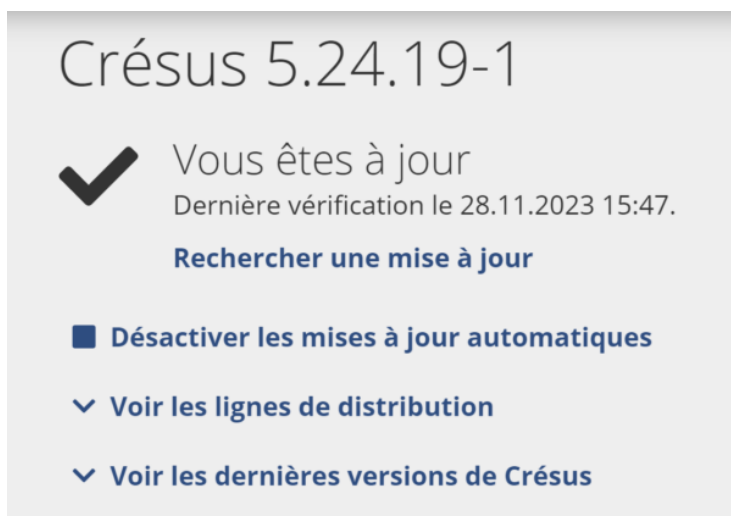 Crésus 5.24.19-1
Vous êtes à jour
Dernière vérification le 28.11.2023 15:47.
Rechercher une mise à jour
Désactiver les mises à jour automatiques
Voir les lignes de distribution
Voir les dernières versions de Crésus